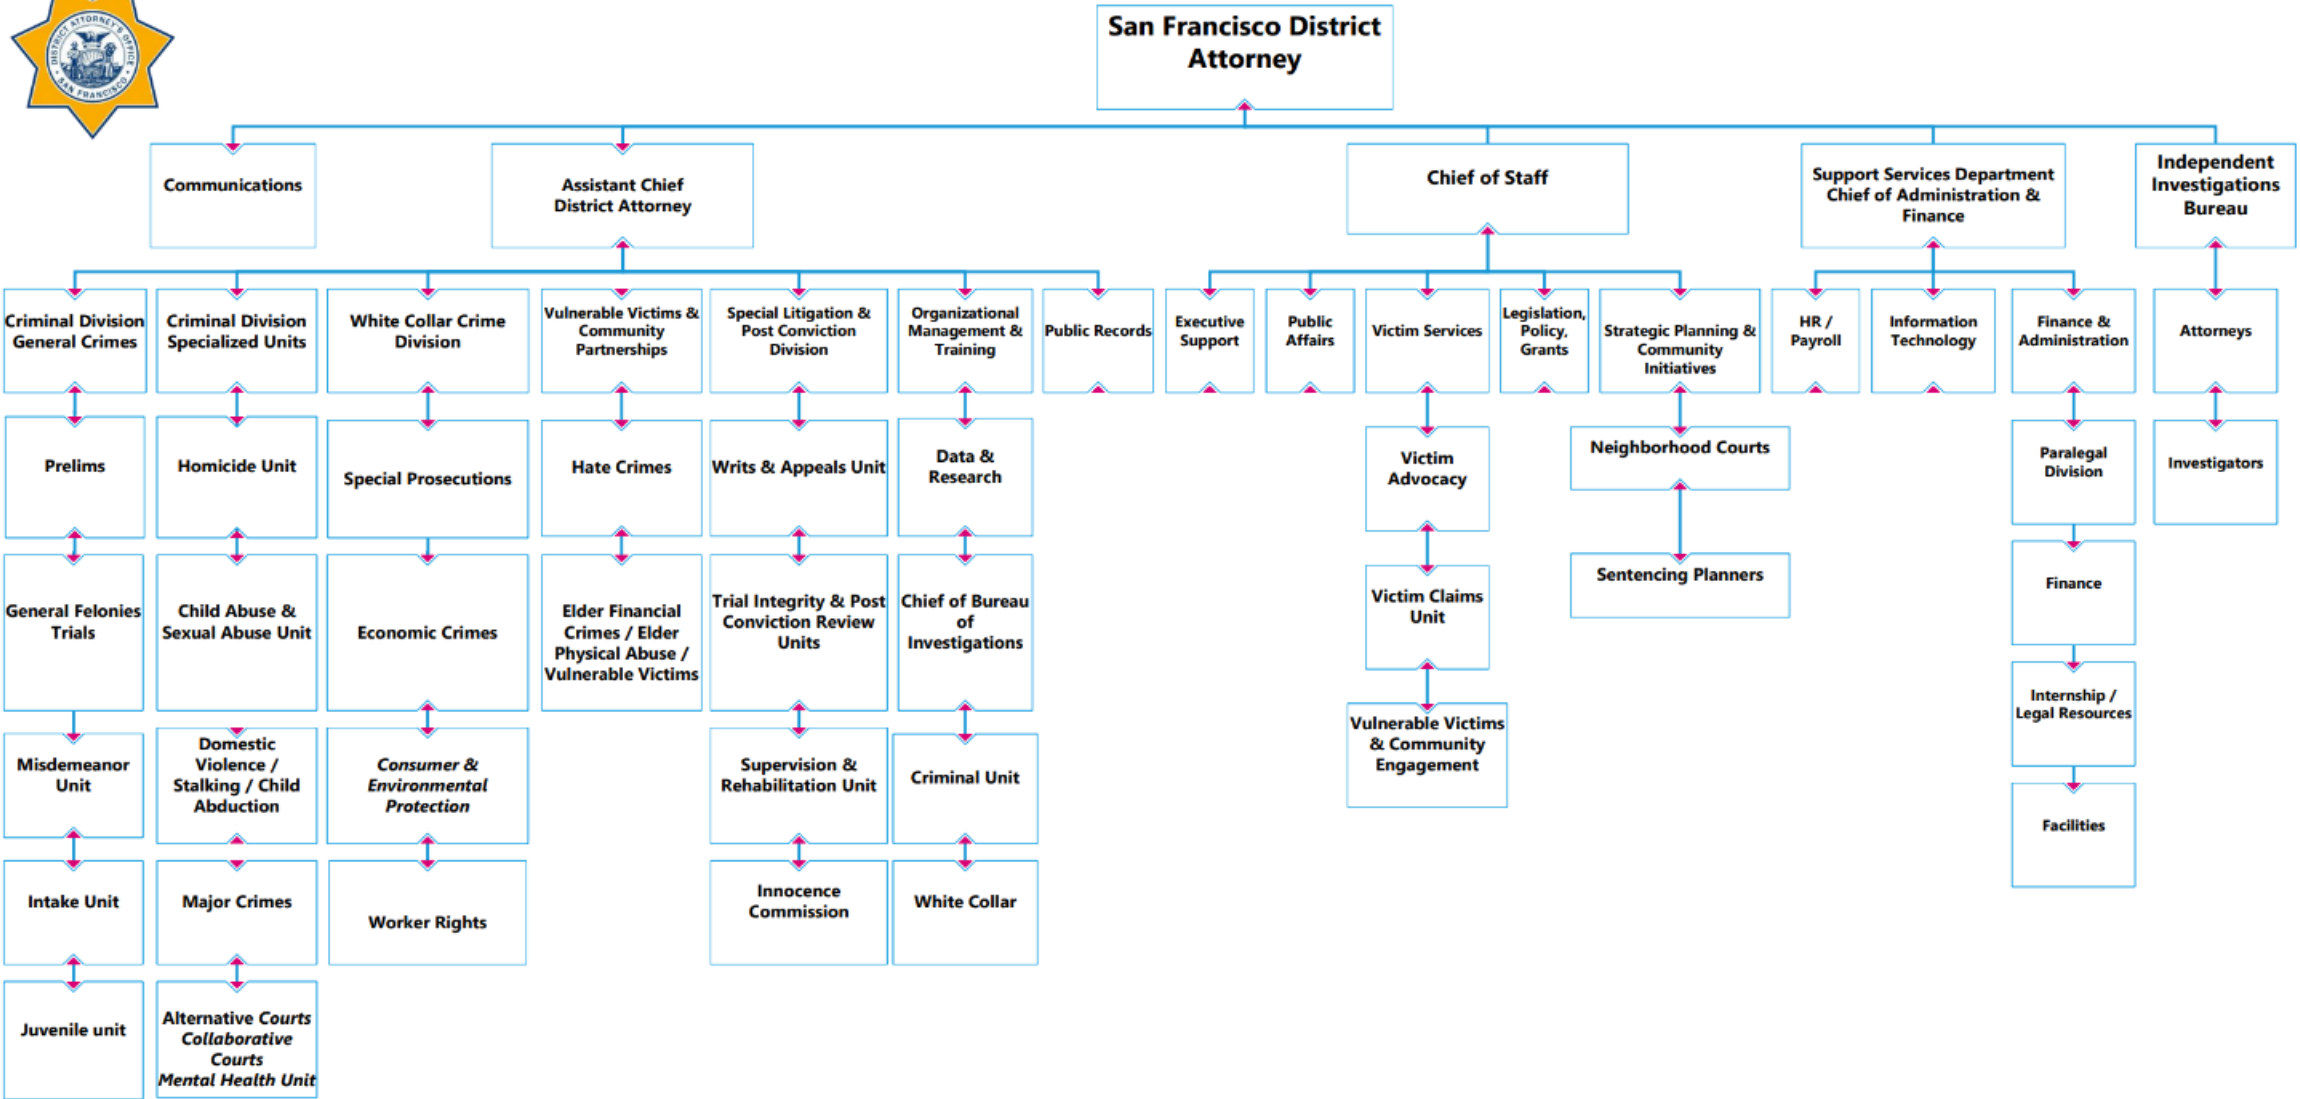 DISTRICT ATTORNEY'S OFFICE
SAN FRANCISCO
San Francisco District
Attorney
Communications
Assistant Chief
District Attorney
Chief of Staff
Support Services Department
Chief of Administration &
Finance
Independent
Investigations
Bureau
Criminal Division
General Crimes
Criminal Division
Specialized Units
White Collar Crime
Division
Vulnerable Victims &
Community
Partnerships
Special Litigation &
Post Conviction
Division
Organizational
Management &
Training
Public Records
Executive
Support
Public
Affairs
Victim Services
Legislation,
Policy,
Grants
Strategic Planning &
Community
Initiatives
HR /
Payroll
Information
Technology
Finance &
Administration
Attorneys
Prelims
Homicide Unit
Special Prosecutions
Hate Crimes
Writs & Appeals Unit
Data &
Research
Victim
Advocacy
Neighborhood Courts
Paralegal
Division
Investigators
General Felonies
Trials
Child Abuse &
Sexual Abuse Unit
Economic Crimes
Elder Financial
Crimes / Elder
Physical Abuse /
Vulnerable Victims
Trial Integrity & Post
Conviction Review
Units
Chief of Bureau
of
Investigations
Victim Claims
Unit
Sentencing Planners
Finance
Misdemeanor
Unit
Domestic
Violence /
Stalking / Child
Abduction
Consumer &
Environmental
Protection
Supervision &
Rehabilitation Unit
Criminal Unit
Vulnerable Victims
& Community
Engagement
Internship /
Legal Resources
Intake Unit
Major Crimes
Worker Rights
Innocence
Commission
White Collar
Facilities
Juvenile unit
Alternative Courts
Collaborative
Courts
Mental Health Unit